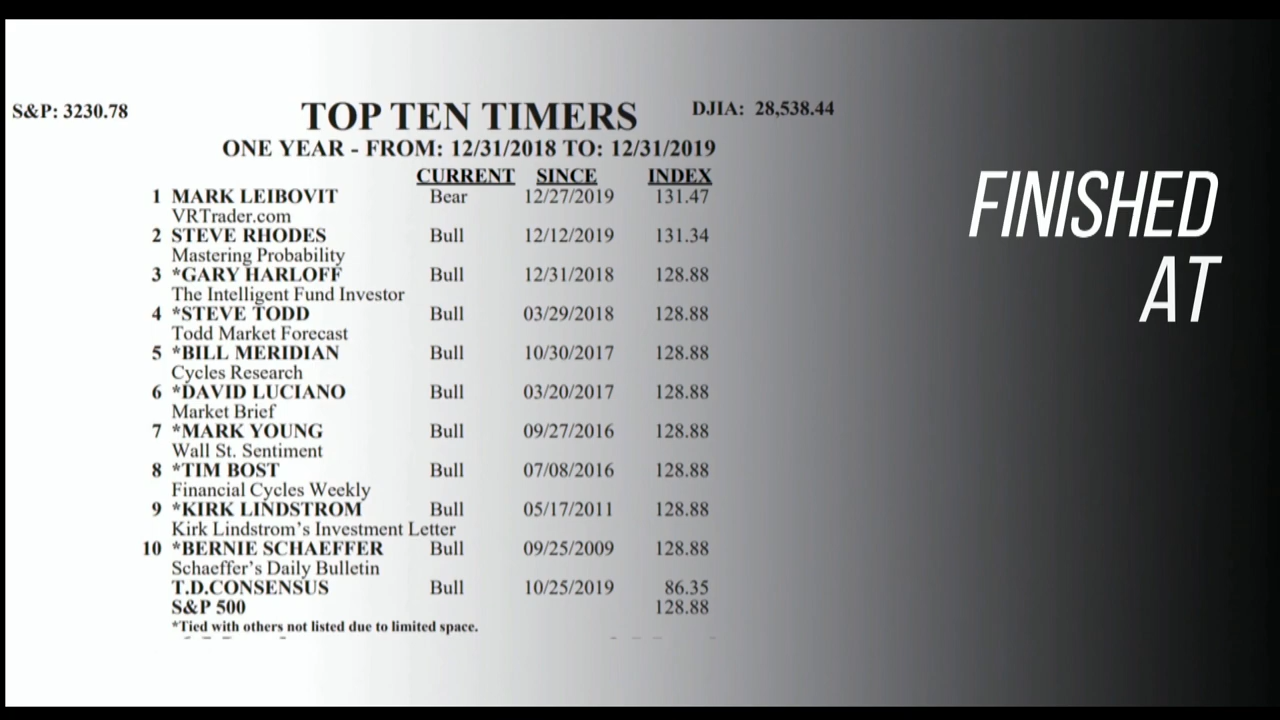 S&P: 3230.78
TOP TEN TIMERS
DJIA: 28,538.44
ONE YEAR - FROM: 12/31/2018 TO: 12/31/2019
CURRENT SINCE INDEX
1 MARK LEIBOVIT Bear 12/27/2019 131.47
VRTrader.com
2 STEVE RHODES Bull 12/12/2019 131.34
Mastering Probability
3 *GARY HARLOFF Bull 12/31/2018 128.88
The Intelligent Fund Investor
4 *STEVE TODD Bull 03/29/2018 128.88
Todd Market Forecast
5 *BILL MERIDIAN Bull 10/30/2017 128.88
Cycles Research
6 *DAVID LUCIANO Bull 03/20/2017 128.88
Market Brief
7 *MARK YOUNG Bull 09/27/2016 128.88
Wall St. Sentiment
8 *TIM BOST Bull 07/08/2016 128.88
Financial Cycles Weekly
9 *KIRK LINDSTROM Bull 05/17/2011 128.88
Kirk Lindstrom's Investment Letter
10 *BERNIE SCHAEFFER Bull 09/25/2009 128.88
Schaeffer's Daily Bulletin
T.D.CONSENSUS Bull 10/25/2019 86.35
S&P 500 128.88
*Tied with others not listed due to limited space.
FINISHED
AT